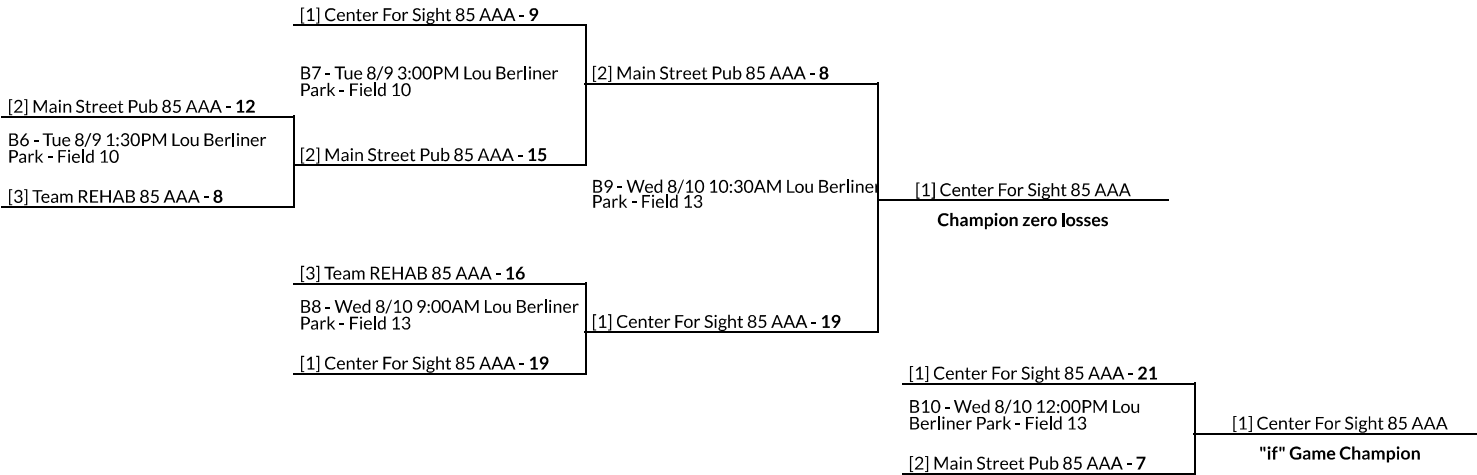 [1] Center For Sight 85 AAA - 9
B7 - Tue 8/9 3:00PM Lou Berliner
Park - Field 10
[2] Main Street Pub 85 AAA - 8
[2] Main Street Pub 85 AAA - 12
B6 - Tue 8/9 1:30PM Lou Berliner
Park - Field 10
[2] Main Street Pub 85 AAA - 15
[3] Team REHAB 85 AAA - 8
B9 - Wed 8/10 10:30AM Lou Berliner
Park - Field 13
[1] Center For Sight 85 AAA
Champion zero losses
[3] Team REHAB 85 AAA - 16
B8 - Wed 8/10 9:00AM Lou Berliner
Park - Field 13
[1] Center For Sight 85 AAA - 19
[1] Center For Sight 85 AAA - 19
[1] Center For Sight 85 AAA - 21
B10 - Wed 8/10 12:00PM Lou
Berliner Park - Field 13
[1] Center For Sight 85 AAA
"if" Game Champion
[2] Main Street Pub 85 AAA - 7